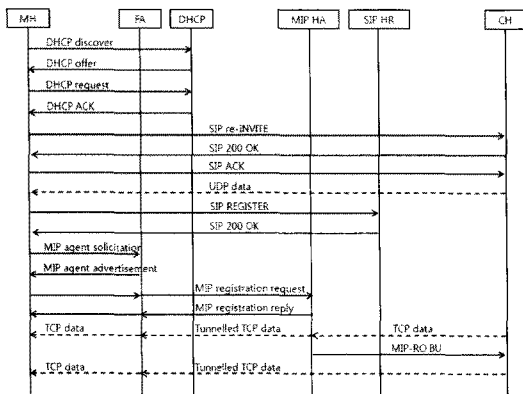 MH FA DHCP MIP HA SIP HR CH
DHCP discover
DHCP offer
DHCP request
DHCP ACK
SIP re-INVITE
SIP 200 OK
SIP ACK
UDP data
SIP REGISTER
SIP 200 OK
MIP agent solicitation
MIP agent advertisement
MIP registration request
MIP registration reply
TCP data Tunnelled TCP data TCP data
MIP-RO BU
TCP data Tunnelled TCP data